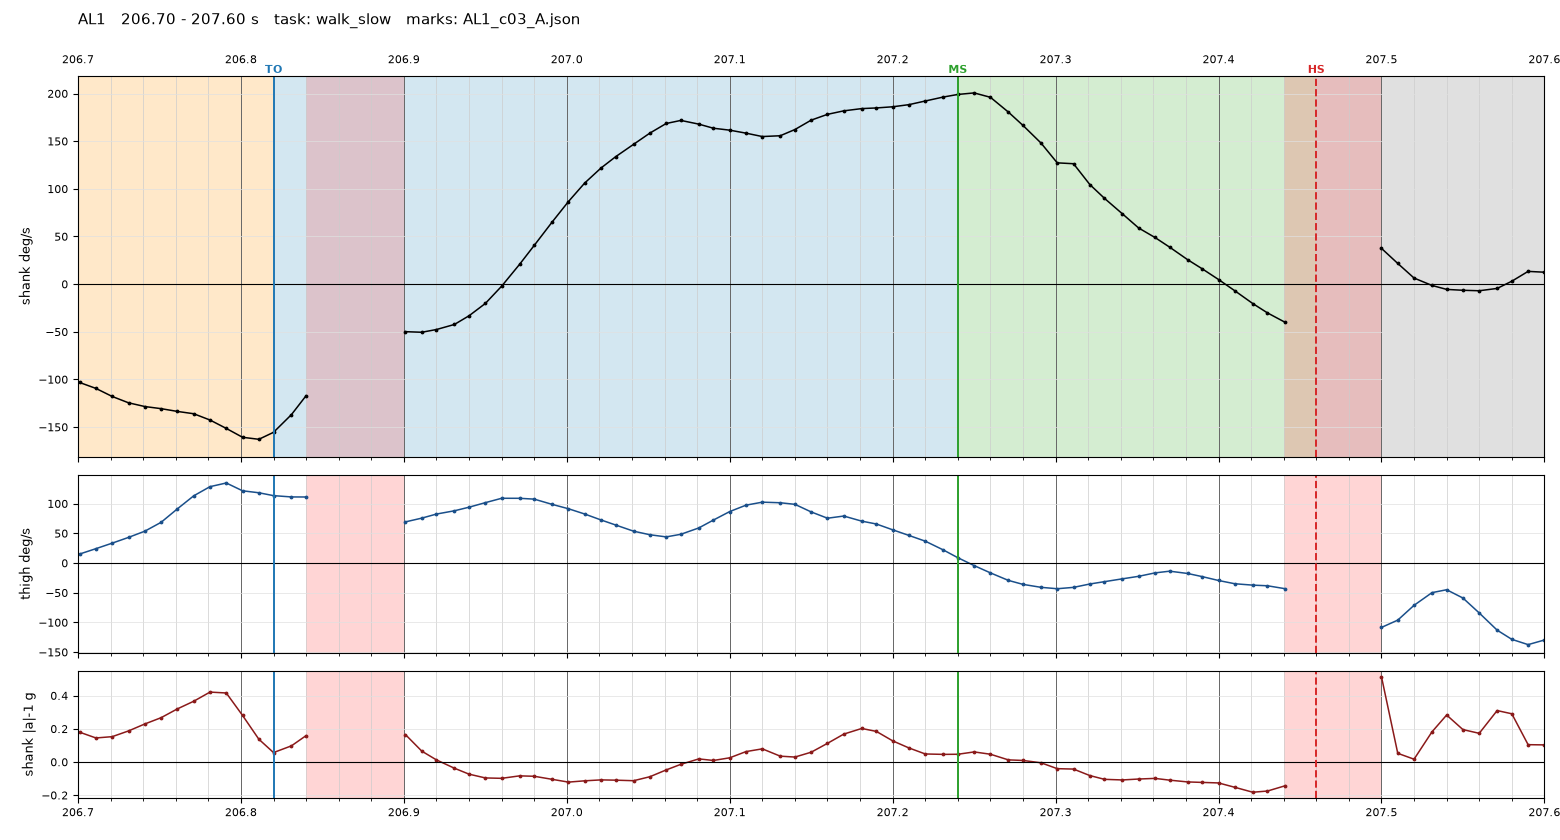 AL1   206.70 - 207.60 s   task: walk_slow   marks: AL1_c03_A.json
206.7 206.8 206.9 207.0 207.1 207.2 207.3 207.4 207.5 207.6
TO MS HS
shank deg/s
200
150
100
50
0
−50
−100
−150
thigh deg/s
100
50
0
−50
−100
−150
shank |a|-1 g
0.4
0.2
0.0
−0.2
206.7 206.8 206.9 207.0 207.1 207.2 207.3 207.4 207.5 207.6